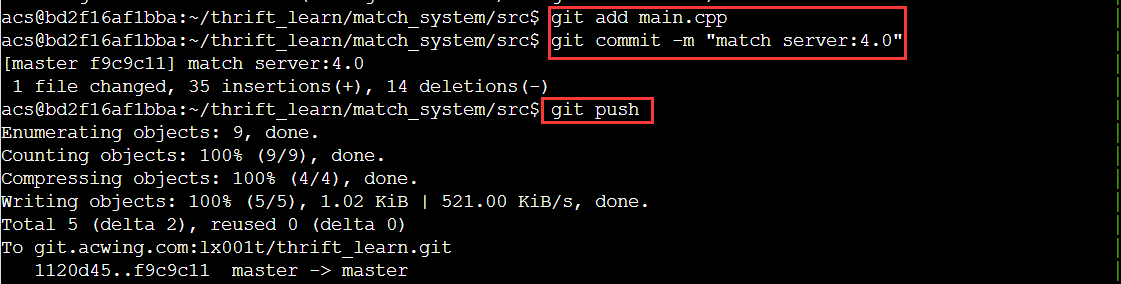 acs@bd2f16af1bba:~/thrift_learn/match_system/src$ git add main.cpp
acs@bd2f16af1bba:~/thrift_learn/match_system/src$ git commit -m "match server:4.0"
[master f9c9c11] match server:4.0
 1 file changed, 35 insertions(+), 14 deletions(-)
acs@bd2f16af1bba:~/thrift_learn/match_system/src$ git push
Enumerating objects: 9, done.
Counting objects: 100% (9/9), done.
Compressing objects: 100% (4/4), done.
Writing objects: 100% (5/5), 1.02 KiB | 521.00 KiB/s, done.
Total 5 (delta 2), reused 0 (delta 0)
To git.acwing.com:lx001t/thrift_learn.git
   1120d45..f9c9c11  master -> master